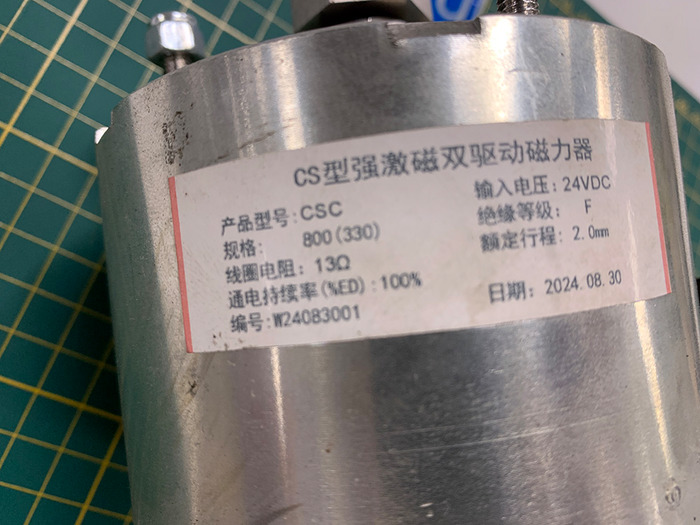 CS型强激磁双驱动磁力器
产品型号:CSC
规格: 800(330)
线圈电阻: 13Ω
通电持续率(%ED):100%
编号:W24083001
输入电压:24VDC
绝缘等级: F
额定行程: 2.0mm
日期: 2024.08.30